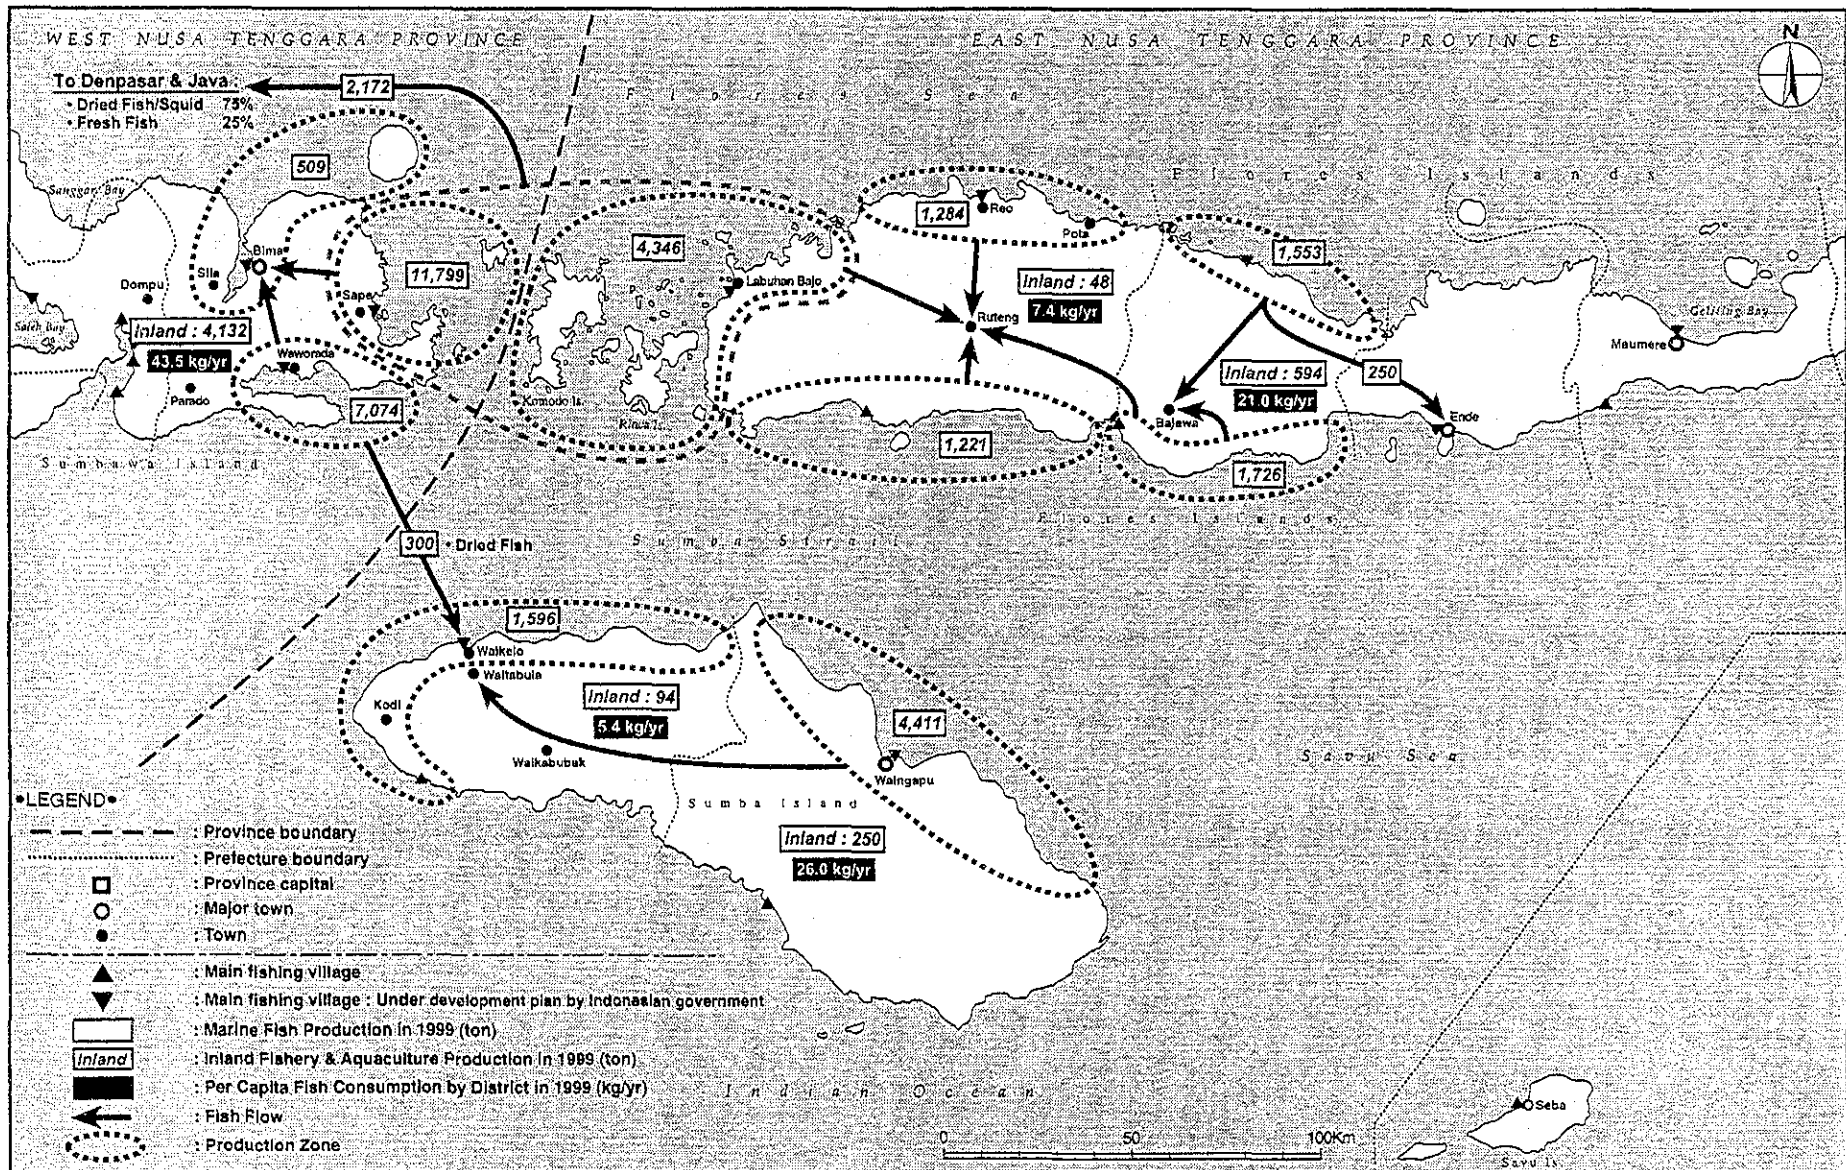 WEST NUSA TENGGARA PROVINCE
EAST NUSA TENGGARA PROVINCE
N
To Denpasar & Java :
• Dried Fish/Squid 75%
• Fresh Fish 25%
2,172
Flores Sea
509
Sanggar Bay
Flores Islands
1,284
Reo
Pota
1,553
Bima
4,346
11,799
Sila
Dompu
Sape
Labuhan Bajo
Inland : 48
7.4 kg/yr
Geliting Bay
Saleh Bay
Inland : 4,132
43.5 kg/yr
Waworada
Ruteng
Maumere
Parado
7,074
Komodo Is.
Inland : 594
21.0 kg/yr
250
Bajawa
Ende
Rinca Is.
1,221
1,726
Sumbawa Island
Flores Islands
300
• Dried Fish
Sumba Strait
1,596
Waikelo
Waitabula
Kodi
Inland : 94
5.4 kg/yr
4,411
Waikabubak
Waingapu
Savu Sea
Sumba Island
Inland : 250
26.0 kg/yr
•LEGEND•
: Province boundary
: Prefecture boundary
: Province capital
: Major town
: Town
: Main fishing village
: Main fishing village : Under development plan by Indonesian government
: Marine Fish Production in 1999 (ton)
Inland : Inland Fishery & Aquaculture Production in 1999 (ton)
: Per Capita Fish Consumption by District in 1999 (kg/yr)
: Fish Flow
: Production Zone
Indian Ocean
0 50 100Km
Seba
Savu Is.